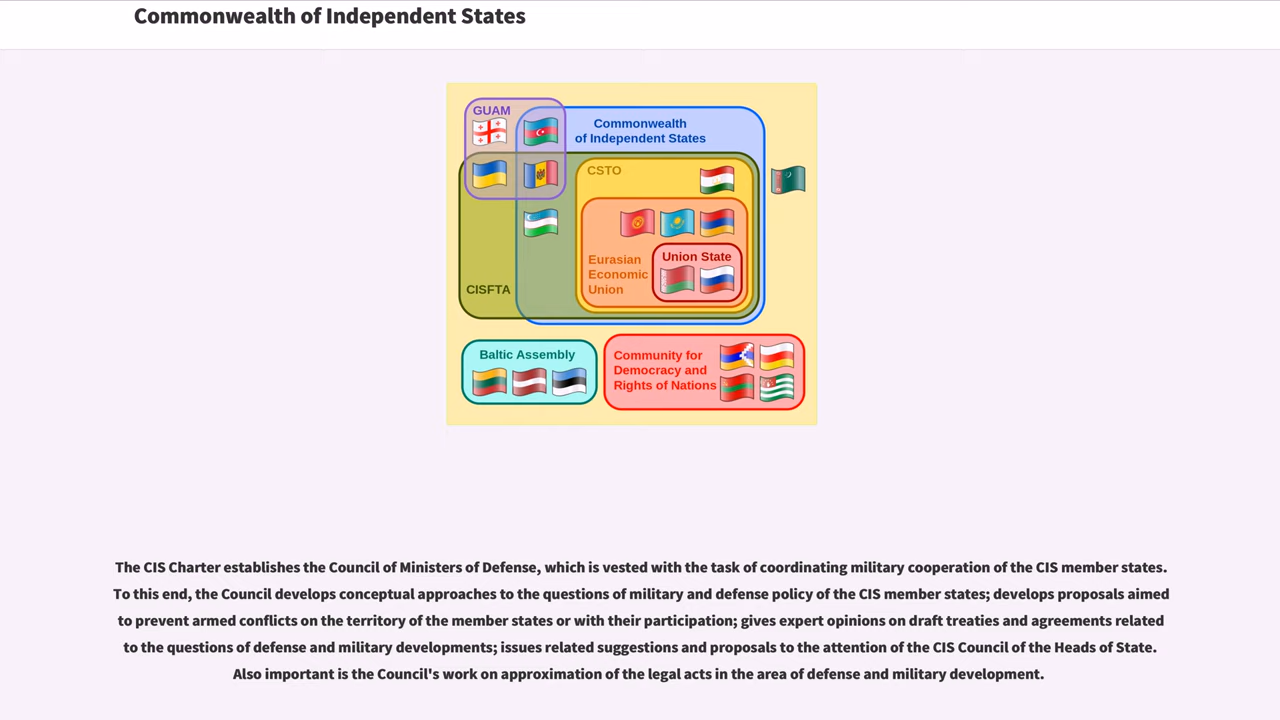 Commonwealth of Independent States
GUAM
Commonwealth
of Independent States
CSTO
Eurasian
Economic
Union
Union State
CISFTA
Baltic Assembly
Community for
Democracy and
Rights of Nations
The CIS Charter establishes the Council of Ministers of Defense, which is vested with the task of coordinating military cooperation of the CIS member states.
To this end, the Council develops conceptual approaches to the questions of military and defense policy of the CIS member states; develops proposals aimed
to prevent armed conflicts on the territory of the member states or with their participation; gives expert opinions on draft treaties and agreements related
to the questions of defense and military developments; issues related suggestions and proposals to the attention of the CIS Council of the Heads of State.
Also important is the Council's work on approximation of the legal acts in the area of defense and military development.